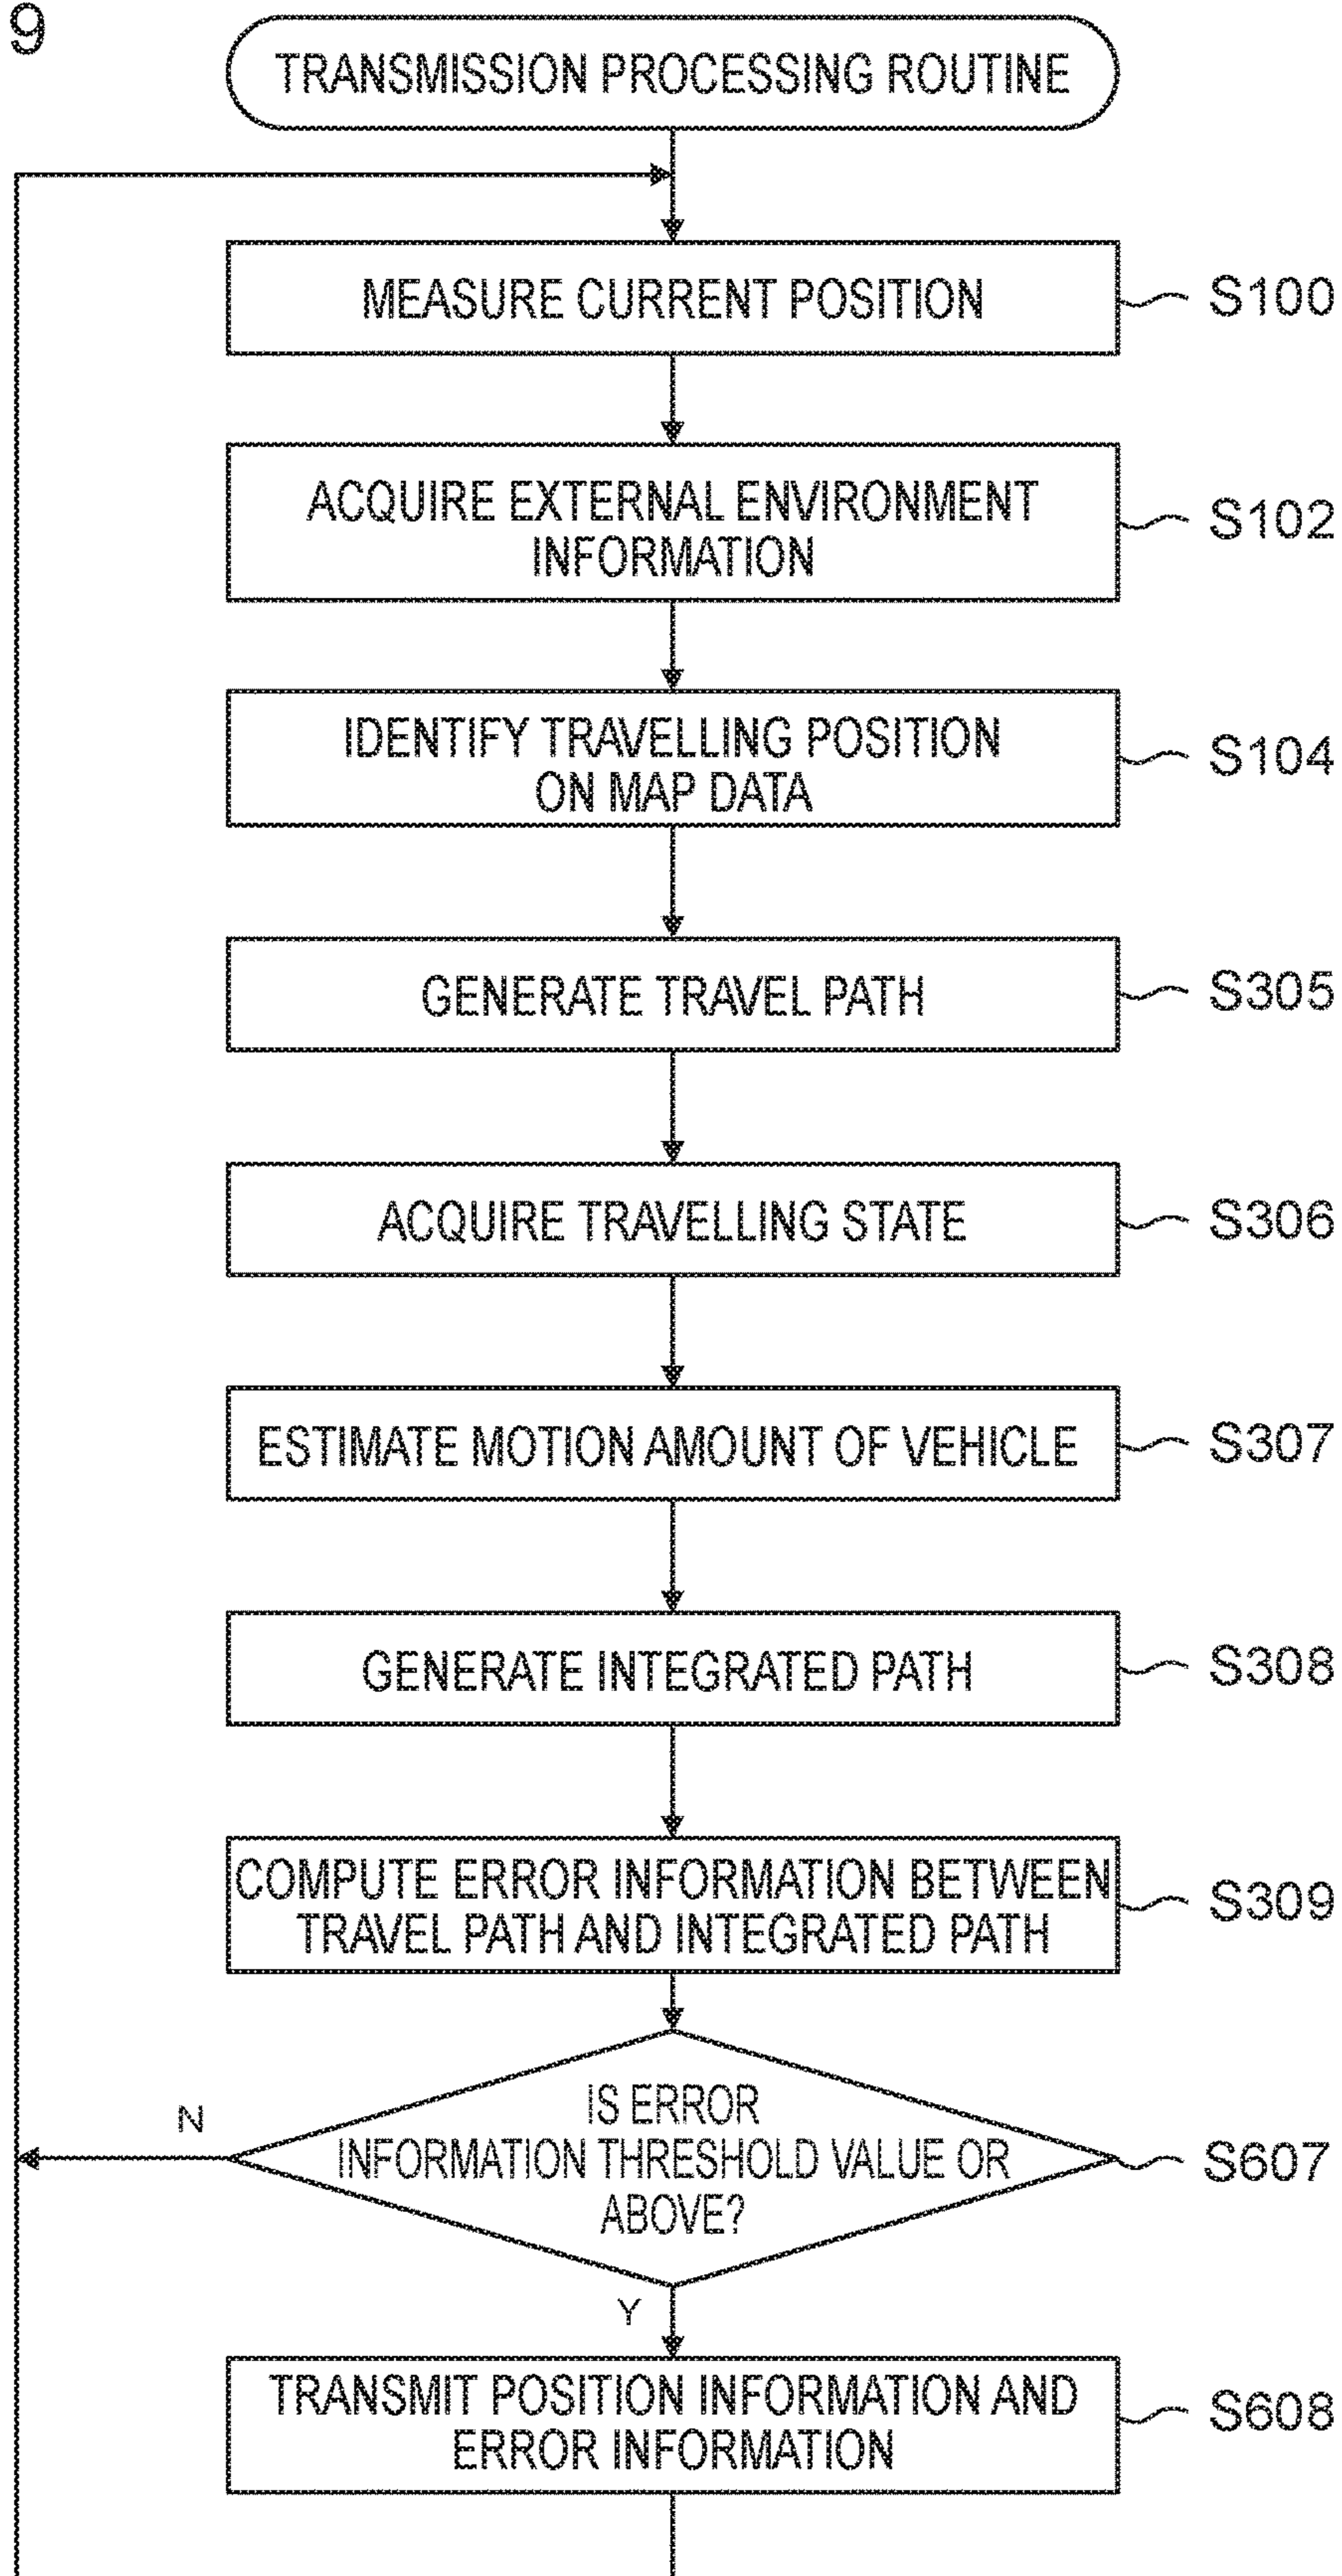 9
TRANSMISSION PROCESSING ROUTINE
MEASURE CURRENT POSITION
S100
ACQUIRE EXTERNAL ENVIRONMENT
INFORMATION
S102
IDENTIFY TRAVELLING POSITION
ON MAP DATA
S104
GENERATE TRAVEL PATH
S305
ACQUIRE TRAVELLING STATE
S306
ESTIMATE MOTION AMOUNT OF VEHICLE
S307
GENERATE INTEGRATED PATH
S308
COMPUTE ERROR INFORMATION BETWEEN
TRAVEL PATH AND INTEGRATED PATH
S309
N
IS ERROR
INFORMATION THRESHOLD VALUE OR
ABOVE?
S607
Y
TRANSMIT POSITION INFORMATION AND
ERROR INFORMATION
S608